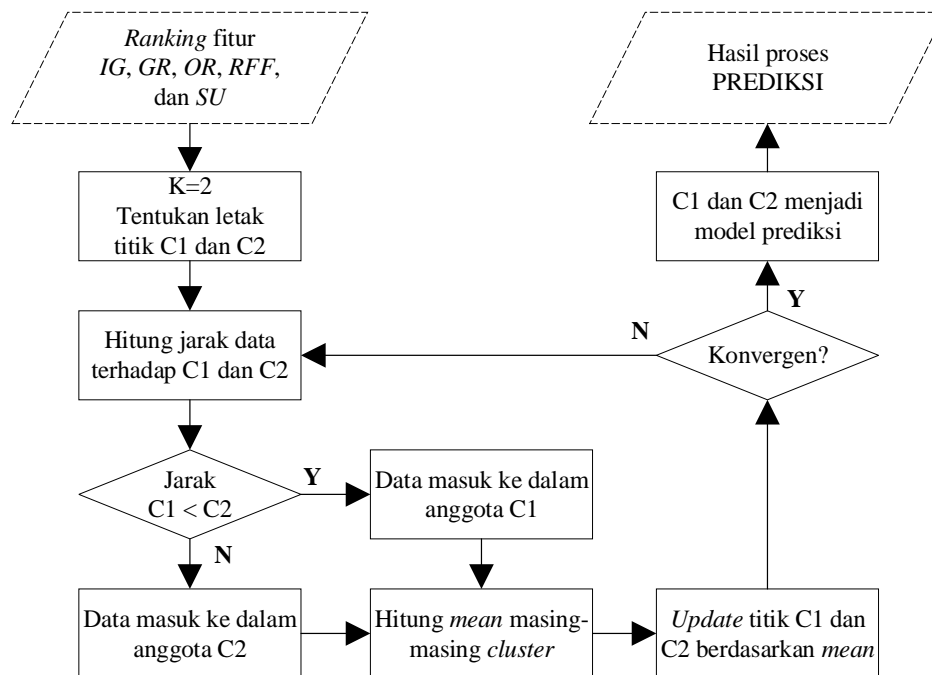 Ranking fitur
IG, GR, OR, RFF,
dan SU
K=2
Tentukan letak
titik C1 dan C2
Hitung jarak data
terhadap C1 dan C2
Jarak
C1 < C2
Y
N
Data masuk ke dalam
anggota C1
Data masuk ke dalam
anggota C2
Hitung mean masing-
masing cluster
Update titik C1 dan
C2 berdasarkan mean
Konvergen?
N
Y
C1 dan C2 menjadi
model prediksi
Hasil proses
PREDIKSI